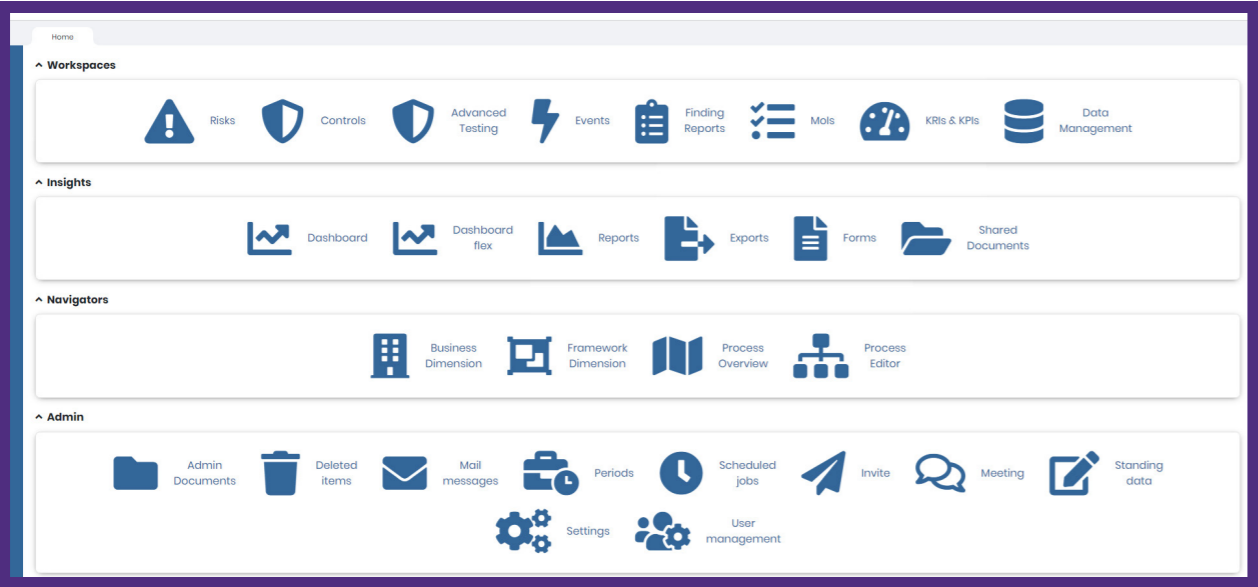 Home
Workspaces
Risks
Controls
Advanced
Testing
Events
Finding
Reports
MoIs
KRIs & KPIs
Data
Management
Insights
Dashboard
Dashboard
flex
Reports
Exports
Forms
Shared
Documents
Navigators
Business
Dimension
Framework
Dimension
Process
Overview
Process
Editor
Admin
Admin
Documents
Deleted
items
Mail
messages
Periods
Scheduled
jobs
Invite
Meeting
Standing
data
Settings
User
management